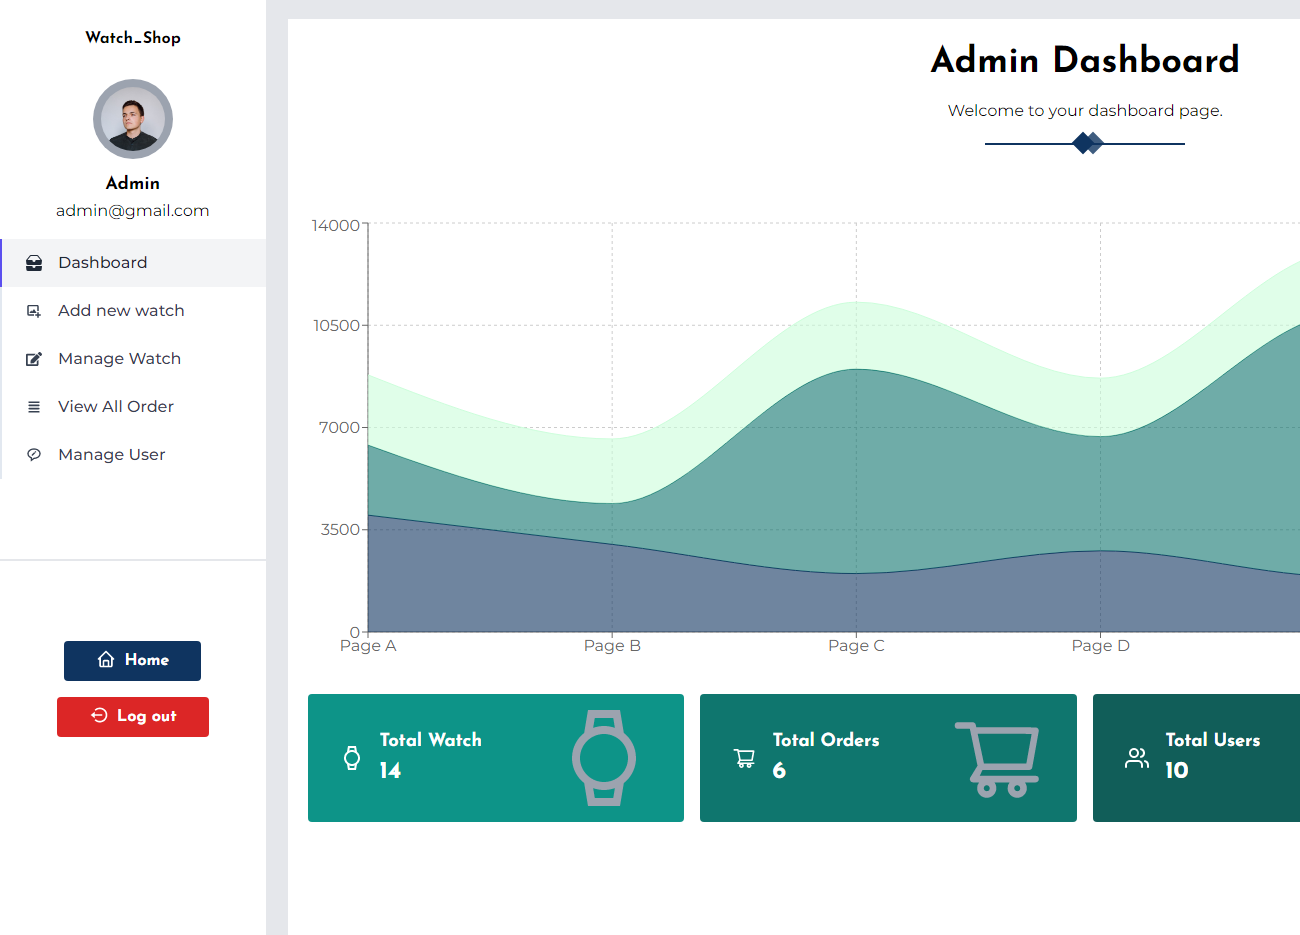 Watch_Shop
Admin
admin@gmail.com
Dashboard
Add new watch
Manage Watch
View All Order
Manage User
Home
Log out
Admin Dashboard
Welcome to your dashboard page.
14000
10500
7000
3500
0
Page A
Page B
Page C
Page D
Total Watch
14
Total Orders
6
Total Users
10